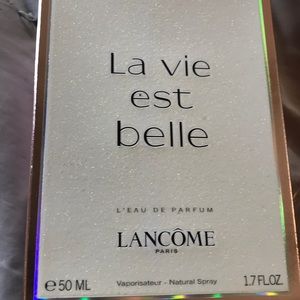 La vie
est
belle
L'EAU DE PARFUM
LANCÔME
PARIS
℮ 50 ML Vaporisateur - Natural Spray 1.7 FL.OZ.